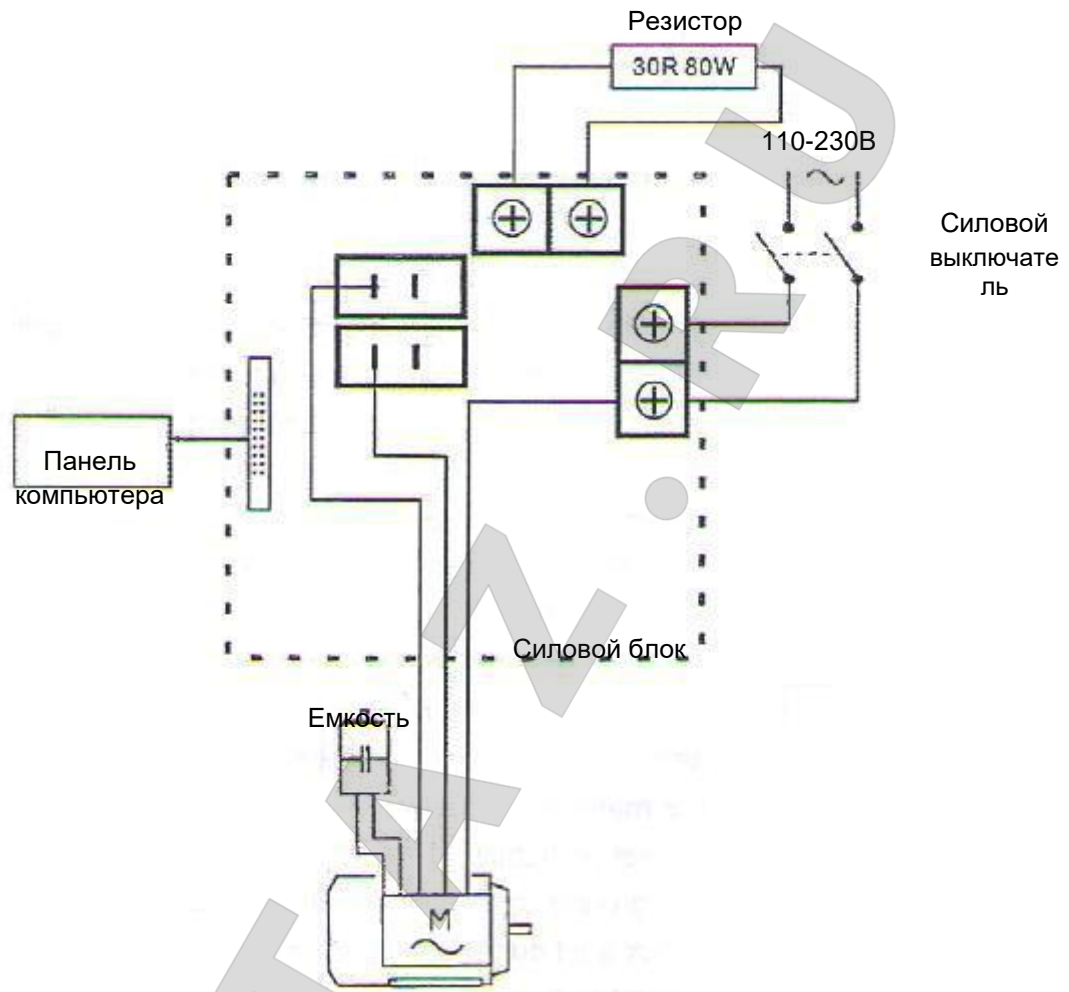 Резистор
30R 80W
110-230В
Силовой
выключате
ль
Панель
компьютера
Силовой блок
Емкость
M